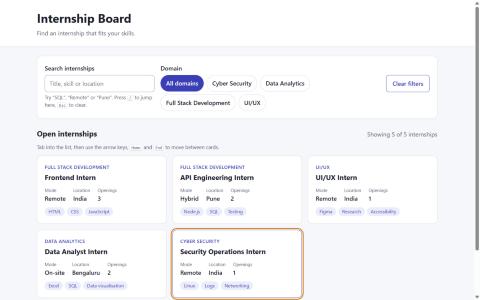 Internship Board
Find an internship that fits your skills.
Search internships
Title, skill or location
Try "SQL", "Remote" or "Pune". Press / to jump
here, Esc to clear.
Domain
All domains
Cyber Security
Data Analytics
Full Stack Development
UI/UX
Clear filters
Open internships
Showing 5 of 5 internships
Tab into the list, then use the arrow keys, Home and End to move between cards.
FULL STACK DEVELOPMENT
Frontend Intern
Mode Location Openings
Remote India 3
HTML CSS JavaScript
FULL STACK DEVELOPMENT
API Engineering Intern
Mode Location Openings
Hybrid Pune 2
Node.js SQL Testing
UI/UX
UI/UX Intern
Mode Location Openings
Remote India 1
Figma Research Accessibility
DATA ANALYTICS
Data Analyst Intern
Mode Location Openings
On-site Bengaluru 2
Excel SQL Data visualisation
CYBER SECURITY
Security Operations Intern
Mode Location Openings
Remote India 1
Linux Logs Networking